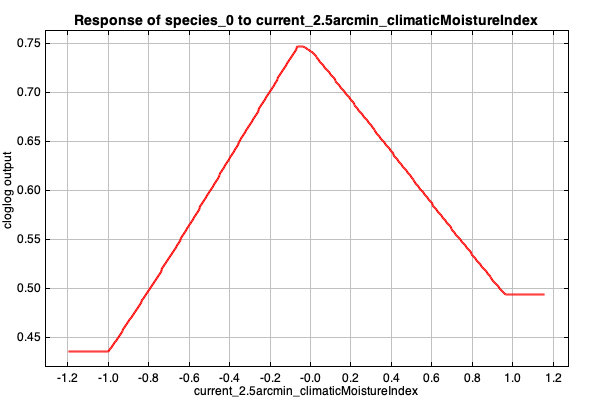 Response of species_0 to current_2.5arcmin_climaticMoistureIndex
0.75
0.70
0.65
0.60
0.55
0.50
0.45
cloglog output
-1.2 -1.0 -0.8 -0.6 -0.4 -0.2 -0.0 0.2 0.4 0.6 0.8 1.0 1.2
current_2.5arcmin_climaticMoistureIndex